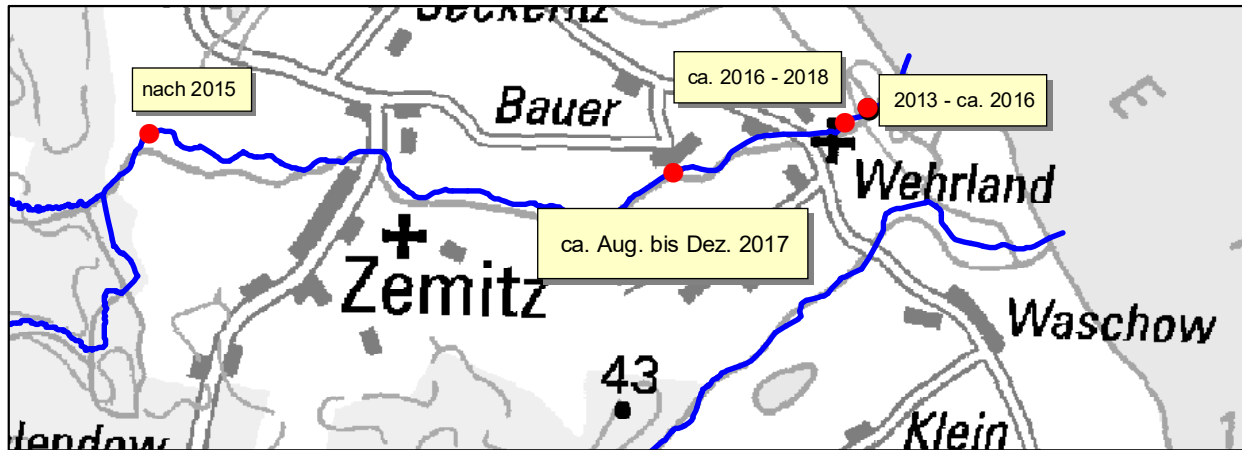 nach 2015
Bauer
ca. 2016 - 2018
2013 - ca. 2016
E
Wehrland
ca. Aug. bis Dez. 2017
Zemitz
Waschow
43
Klein